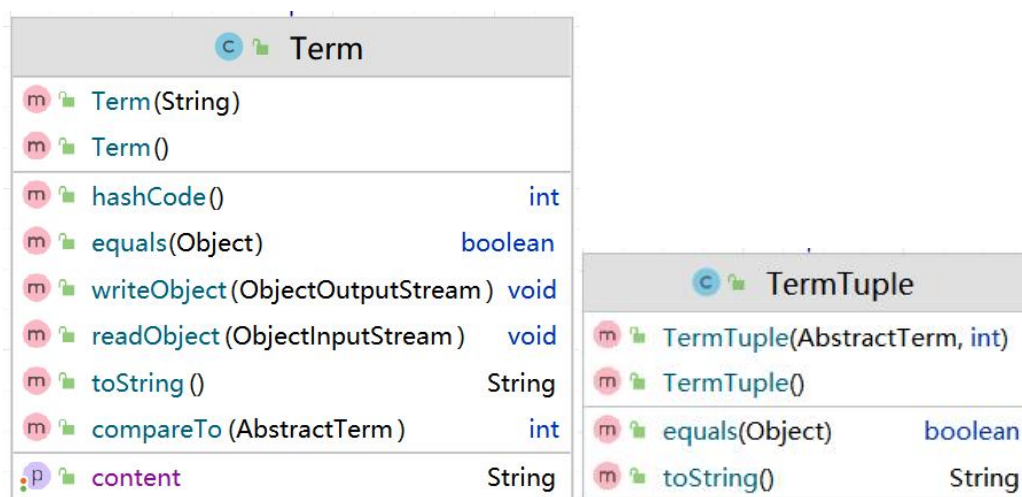 C Term
m Term(String)
m Term()
m hashCode() int
m equals(Object) boolean
m writeObject(ObjectOutputStream) void
m readObject(ObjectInputStream) void
m toString() String
m compareTo(AbstractTerm) int
p content String
C TermTuple
m TermTuple(AbstractTerm, int)
m TermTuple()
m equals(Object) boolean
m toString() String